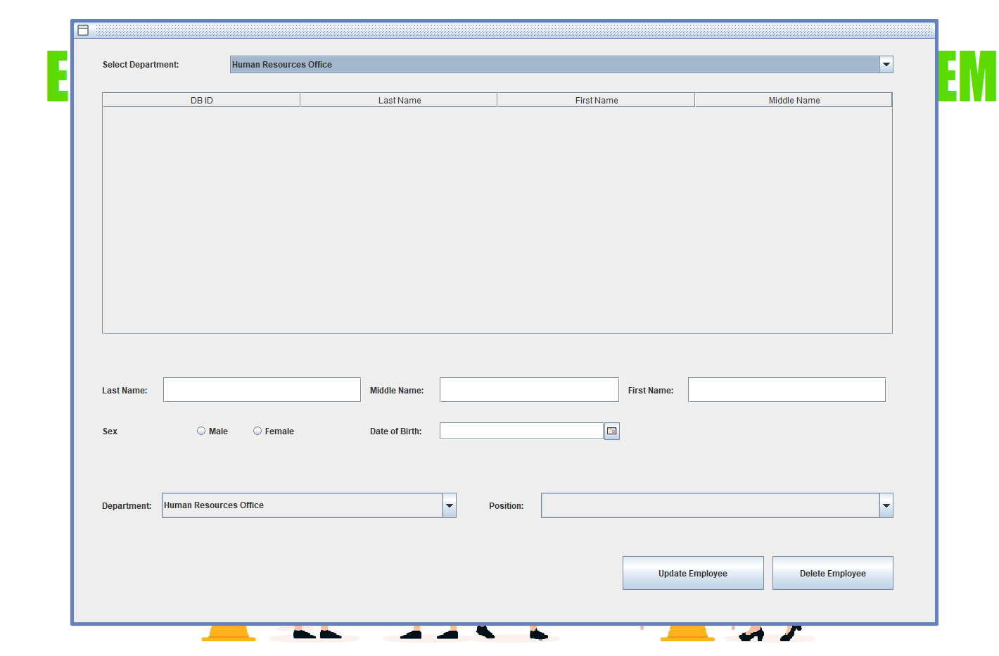 E EM
Select Department: Human Resources Office
DB ID Last Name First Name Middle Name
Last Name: Middle Name: First Name:
Sex Male Female Date of Birth:
Department: Human Resources Office Position:
Update Employee Delete Employee